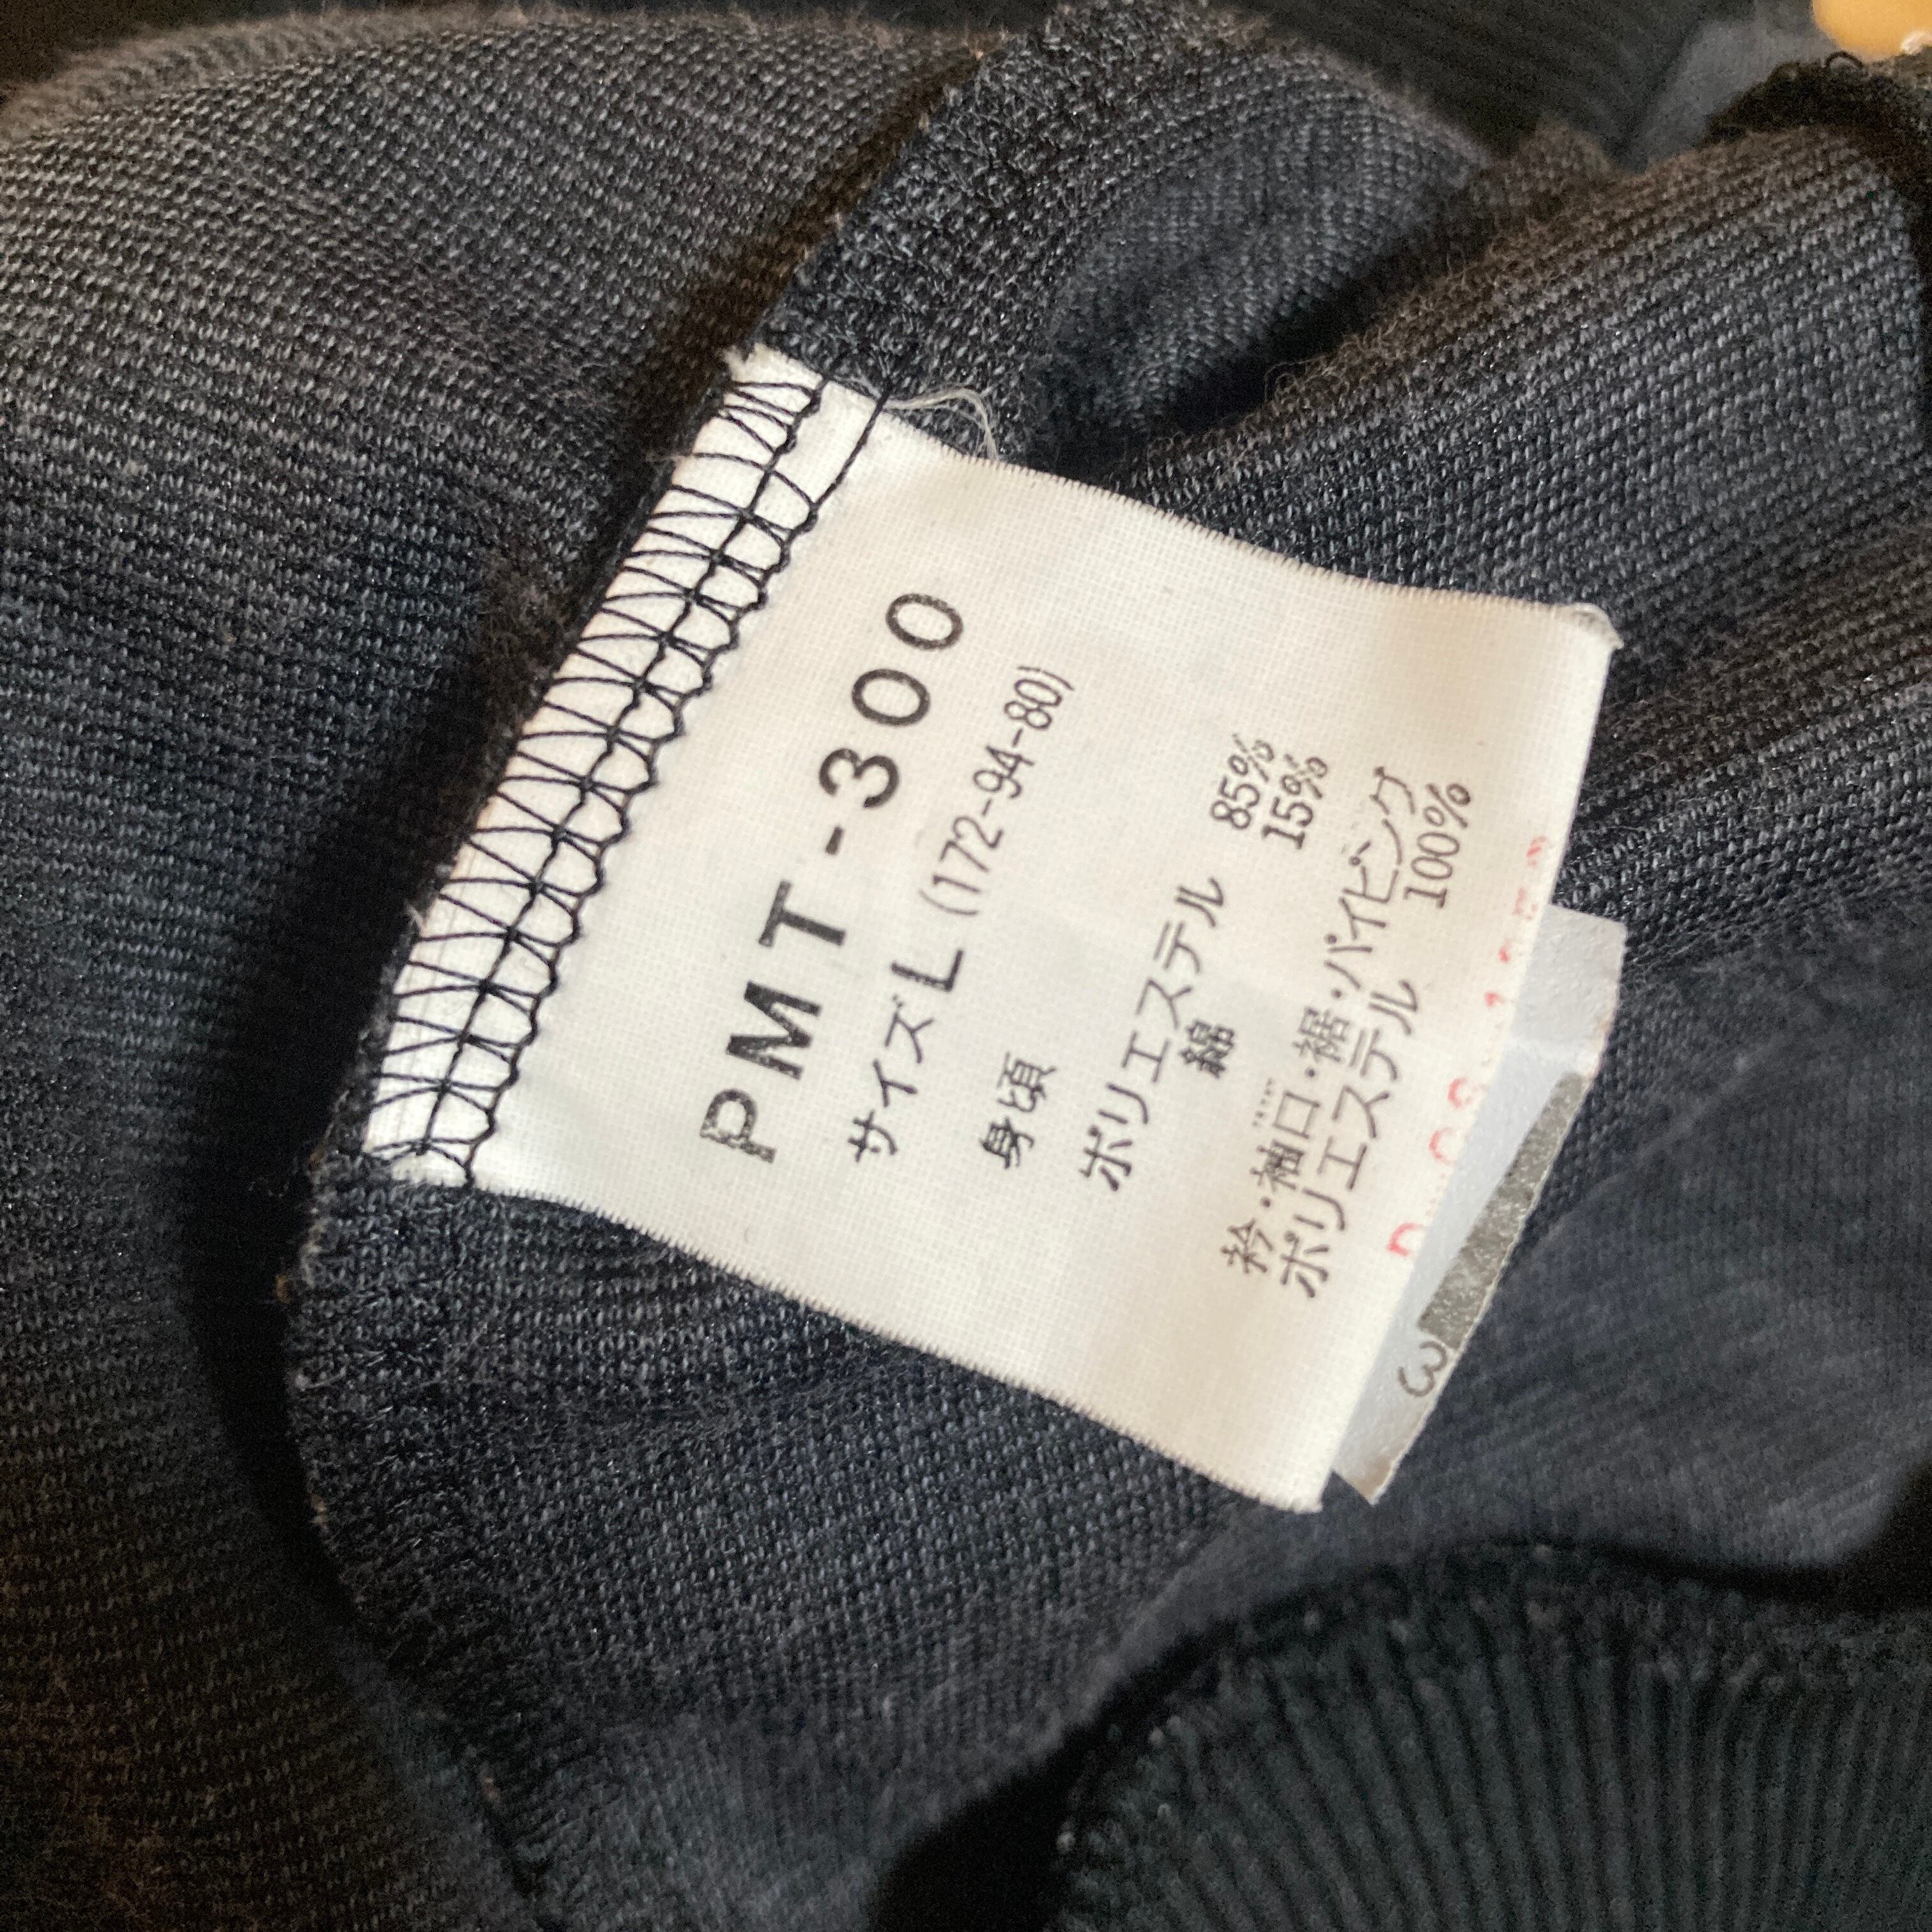 PMT-300
サイズ L (172-94-80)
身頃
ポリエステル 85%
綿 15%
衿・袖口・裾・パイピング
ポリエステル 100%